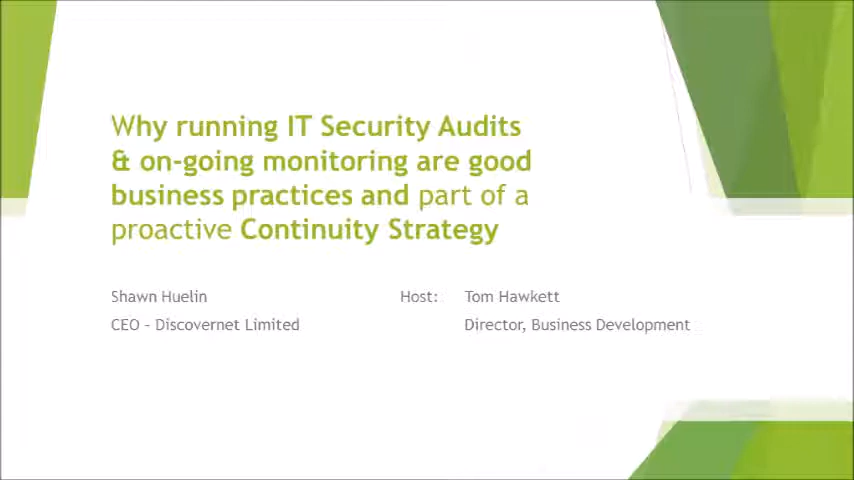 Why running IT Security Audits
& on-going monitoring are good
business practices and part of a
proactive Continuity Strategy
Shawn Huelin Host: Tom Hawkett
CEO – Discovernet Limited Director, Business Development